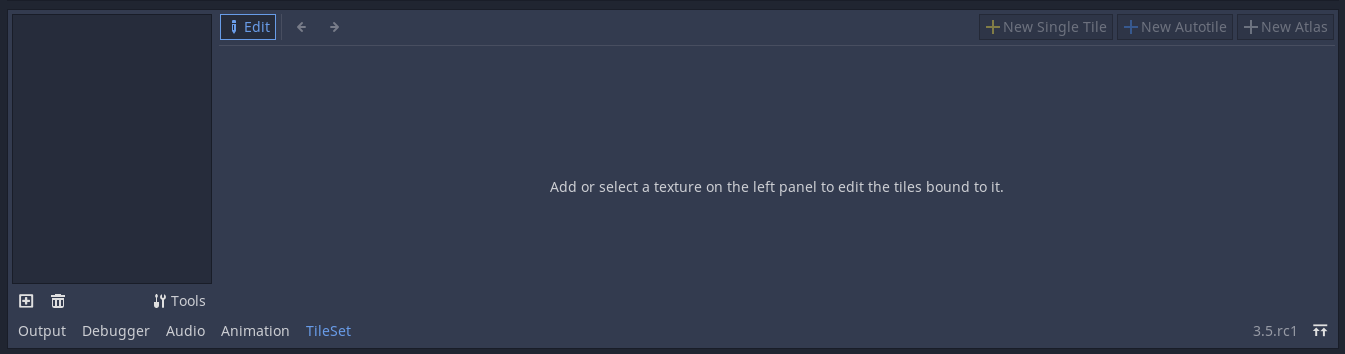 Edit
New Single Tile New Autotile New Atlas
Add or select a texture on the left panel to edit the tiles bound to it.
Tools
Output Debugger Audio Animation TileSet
3.5.rc1